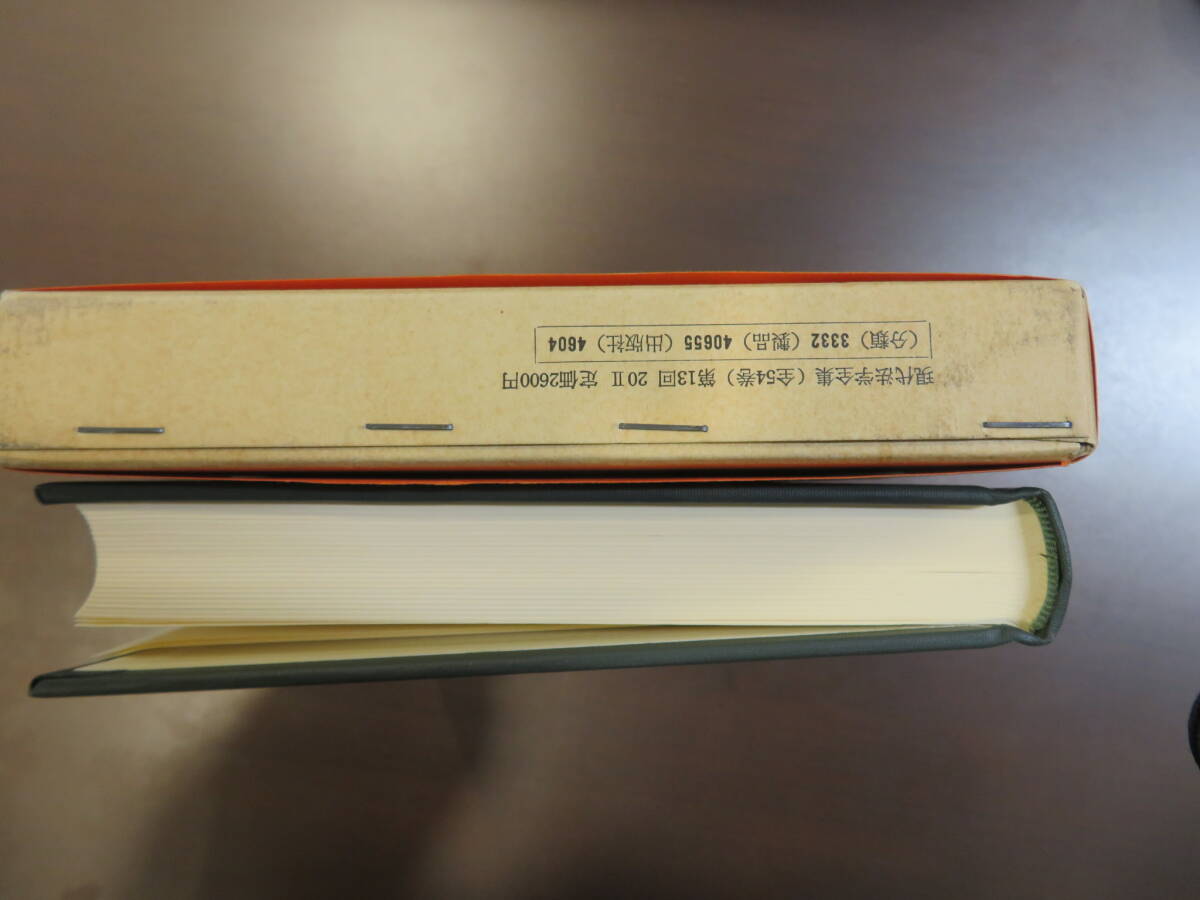 現代法学全集（全54巻）第13回 20Ⅱ 定価2600円
（分類）3332（製品）40655（出版社）4604